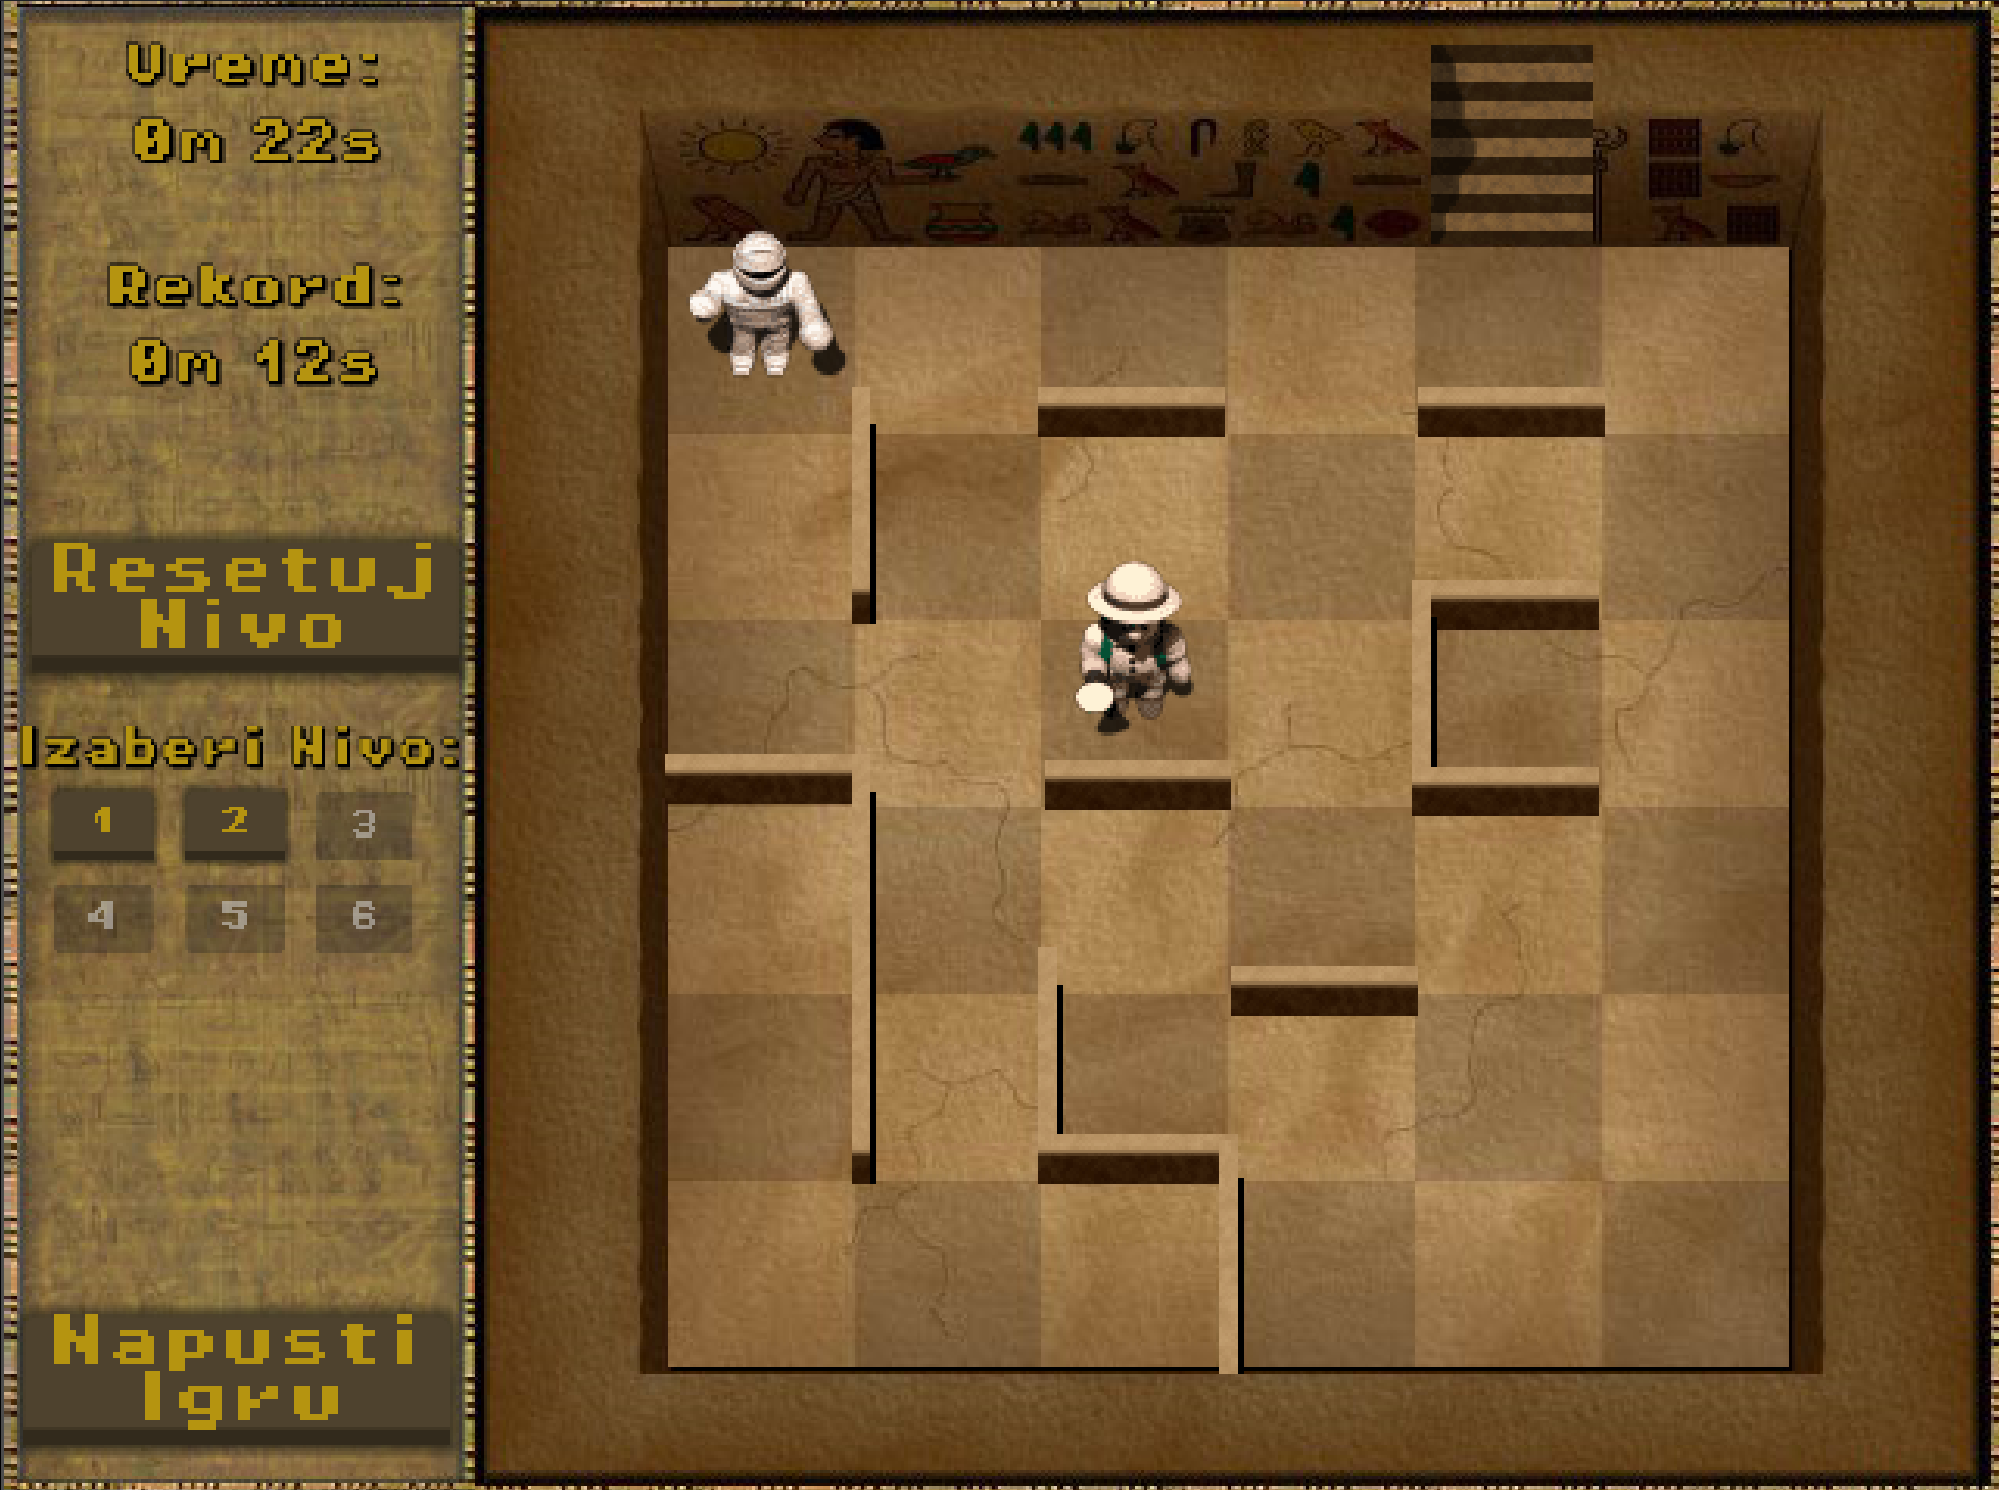 Vreme:
0m 22s
Rekord:
0m 12s
Resetuj
Nivo
Izaberi Nivo:
1 2 3
4 5 6
Napusti
Igru